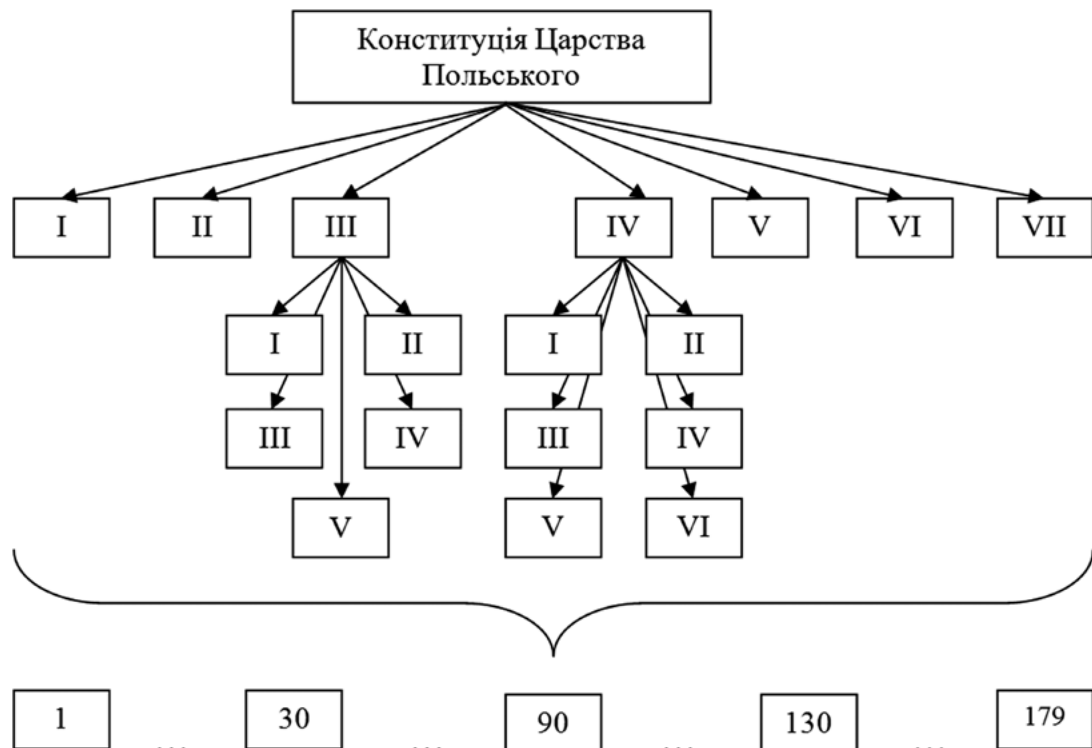 Конституція Царства
Польського
I II III IV V VI VII
I II I II
III IV III IV
V V VI
1 30 90 130 179
... ... ... ...